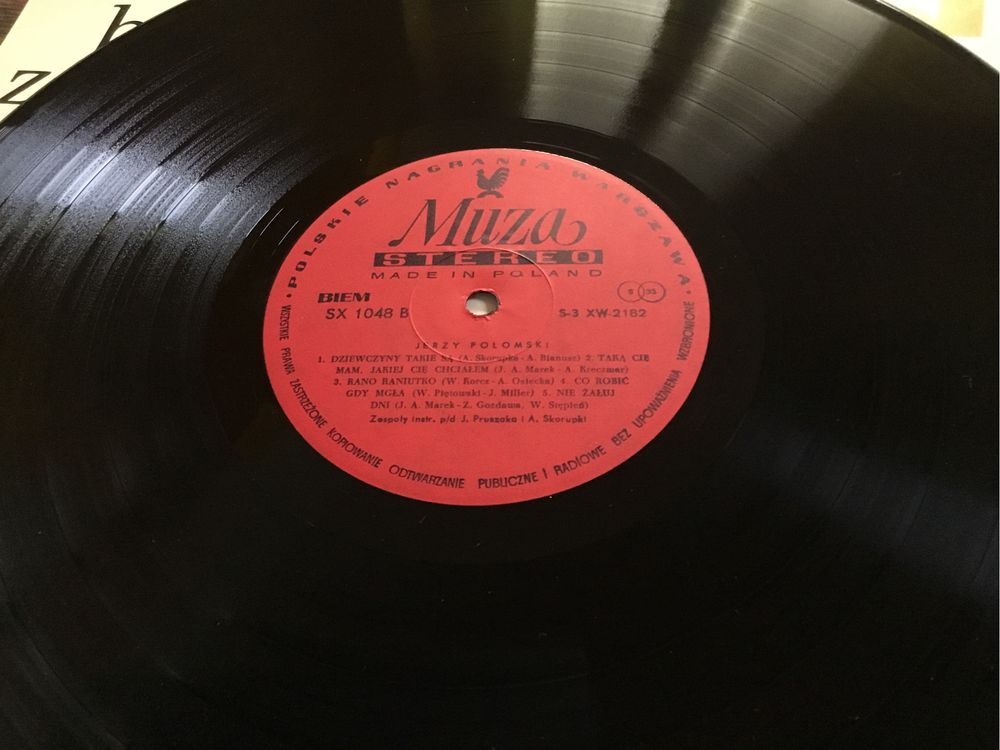 b
z
• POLSKIE NAGRANIA WARSZAWA •
Muza
STEREO
MADE IN POLAND
BIEM
SX 1048 B
S-3 XW-2182
S 33
JERZY POŁOMSKI
1. DZIEWCZYNY TAKIE SĄ (A. Skorupka - A. Bianusz) 2. TAKĄ CIĘ
MAM, JAKIEJ CIĘ CHCIAŁEM (J. A. Marek - A. Kreczmar)
3. RANO RANIUTKO (W. Korcz - A. Osiecka) 4. CO ROBIĆ
GDY MGŁA (W. Piętowski - J. Miller) 5. NIE ŻAŁUJ
DNI (J. A. Marek - Z. Gozdawa, W. Stępień)
Zespoły instr. p/d J. Pruszaka i A. Skorupki
WSZYSTKIE PRAWA ZASTRZEŻONE KOPIOWANIE ODTWARZANIE PUBLICZNE I RADIOWE BEZ UPOWAŻNIENIA WZBRONIONE